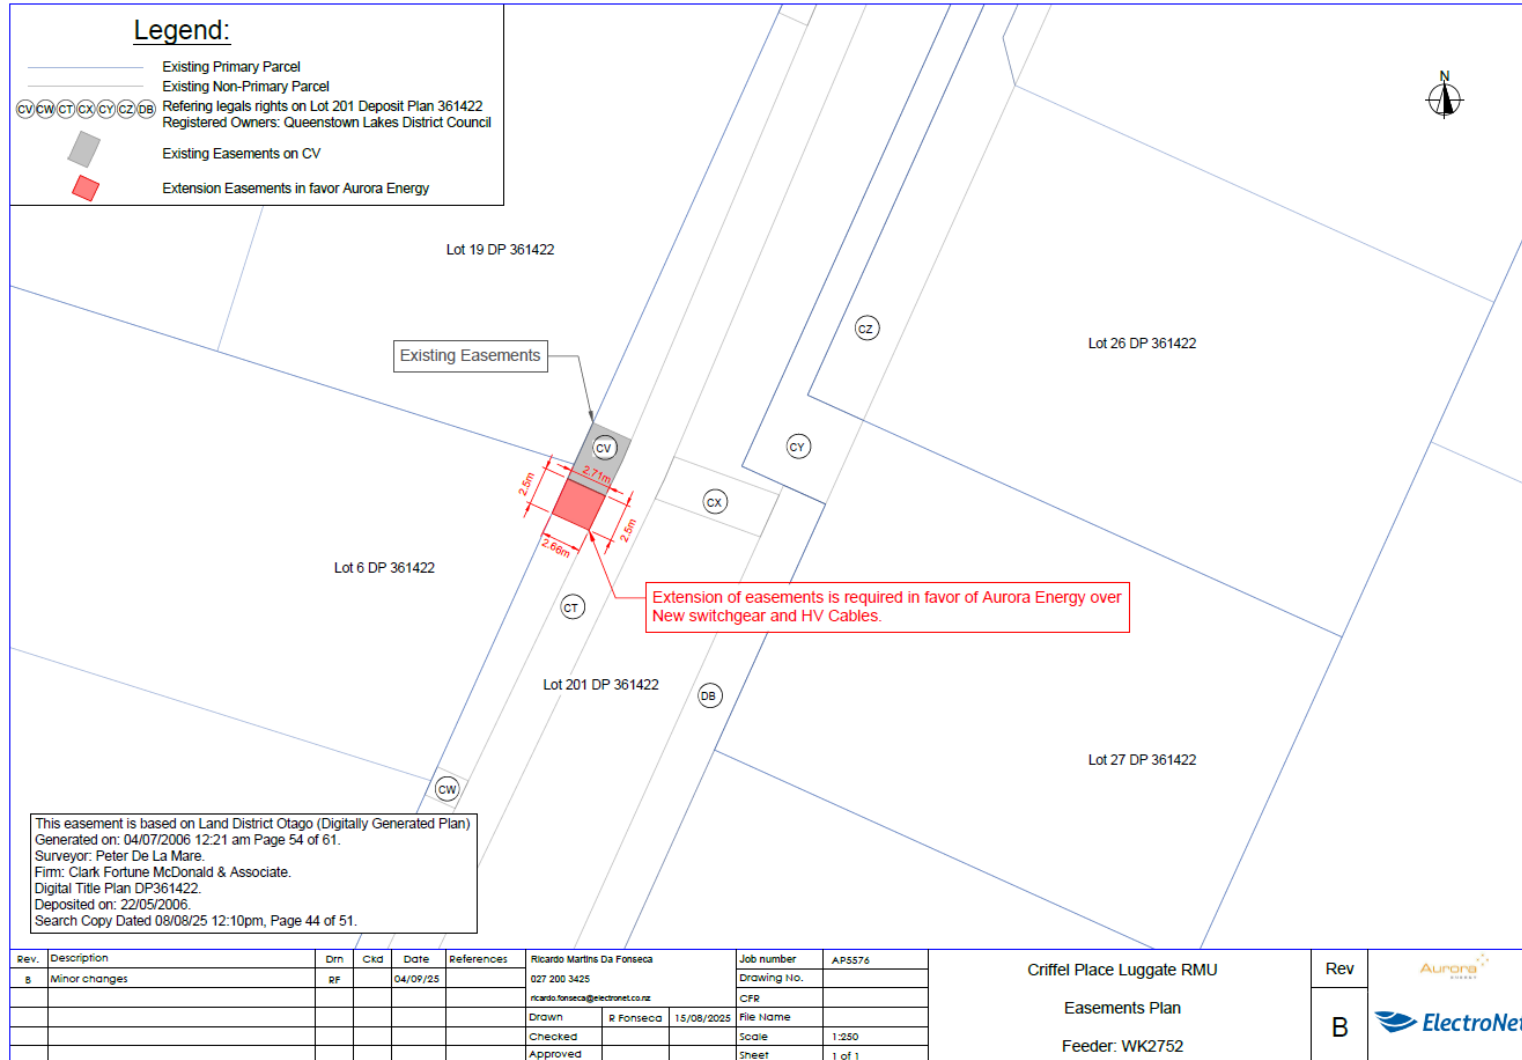 Legend:
Existing Primary Parcel
Existing Non-Primary Parcel
CV CW CT CX CY CZ DB Refering legals rights on Lot 201 Deposit Plan 361422
Registered Owners: Queenstown Lakes District Council
Existing Easements on CV
Extension Easements in favor Aurora Energy
N
Lot 19 DP 361422
CZ
Lot 26 DP 361422
Existing Easements
CV
CY
2.71m
2.5m
CX
2.5m
2.66m
Lot 6 DP 361422
Extension of easements is required in favor of Aurora Energy over
New switchgear and HV Cables.
CT
Lot 201 DP 361422
DB
Lot 27 DP 361422
CW
This easement is based on Land District Otago (Digitally Generated Plan)
Generated on: 04/07/2006 12:21 am Page 54 of 61.
Surveyor: Peter De La Mare.
Firm: Clark Fortune McDonald & Associate.
Digital Title Plan DP361422.
Deposited on: 22/05/2006.
Search Copy Dated 08/08/25 12:10pm, Page 44 of 51.
Rev. Description Drn Ckd Date References
B Minor changes RF 04/09/25
Ricardo Martins Da Fonseca
027 200 3425
ricardo.fonseca@electronet.co.nz
Drawn R Fonseca 15/08/2025
Checked
Approved
Job number AP5576
Drawing No.
CFR
File Name
Scale 1:250
Sheet 1 of 1
Criffel Place Luggate RMU
Easements Plan
Feeder: WK2752
Rev
B
Aurora
ENERGY
ElectroNet